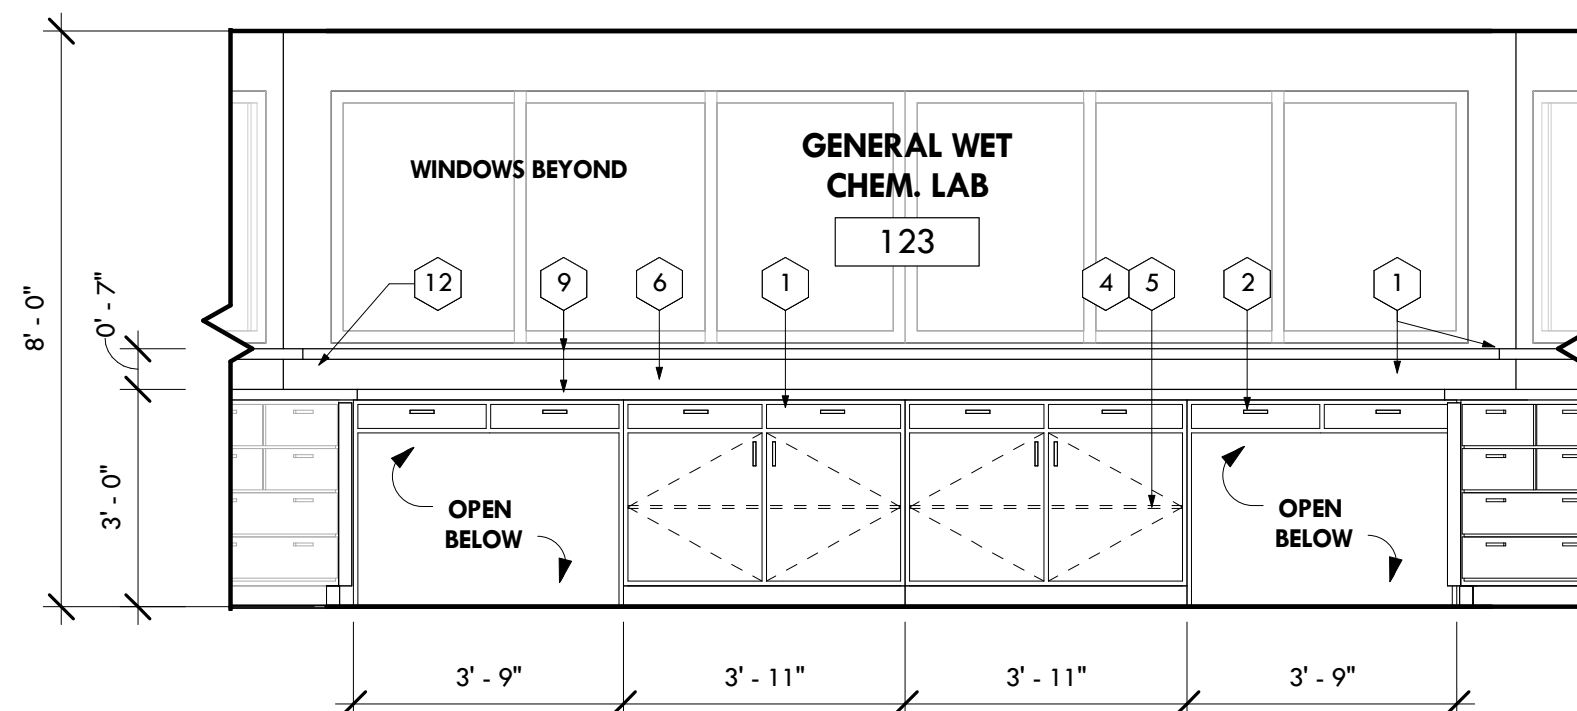 GENERAL WET
CHEM. LAB
WINDOWS BEYOND
123
12
9
6
1
4
5
2
1
8' - 0"
0' - 7"
3' - 0"
OPEN
BELOW
OPEN
BELOW
3' - 9"
3' - 11"
3' - 11"
3' - 9"